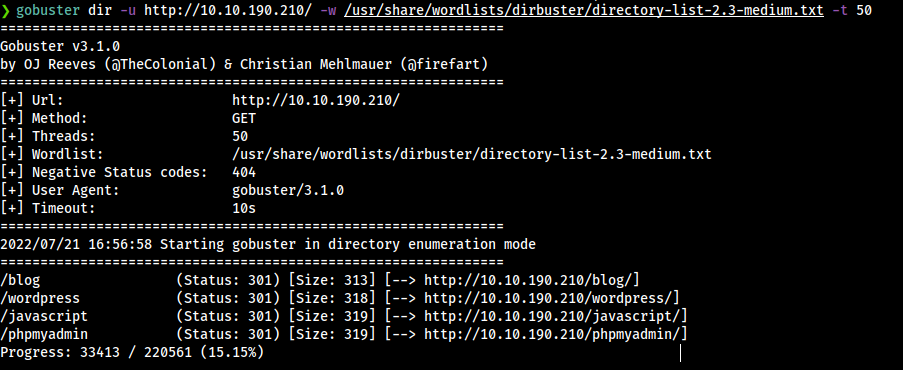 ❯ gobuster dir -u http://10.10.190.210/ -w /usr/share/wordlists/dirbuster/directory-list-2.3-medium.txt -t 50
===============================================================
Gobuster v3.1.0
by OJ Reeves (@TheColonial) & Christian Mehlmauer (@firefart)
===============================================================
[+] Url:                     http://10.10.190.210/
[+] Method:                  GET
[+] Threads:                 50
[+] Wordlist:                /usr/share/wordlists/dirbuster/directory-list-2.3-medium.txt
[+] Negative Status codes:   404
[+] User Agent:              gobuster/3.1.0
[+] Timeout:                 10s
===============================================================
2022/07/21 16:56:58 Starting gobuster in directory enumeration mode
===============================================================
/blog                 (Status: 301) [Size: 313] [--> http://10.10.190.210/blog/]
/wordpress            (Status: 301) [Size: 318] [--> http://10.10.190.210/wordpress/]
/javascript           (Status: 301) [Size: 319] [--> http://10.10.190.210/javascript/]
/phpmyadmin           (Status: 301) [Size: 319] [--> http://10.10.190.210/phpmyadmin/]
Progress: 33413 / 220561 (15.15%)